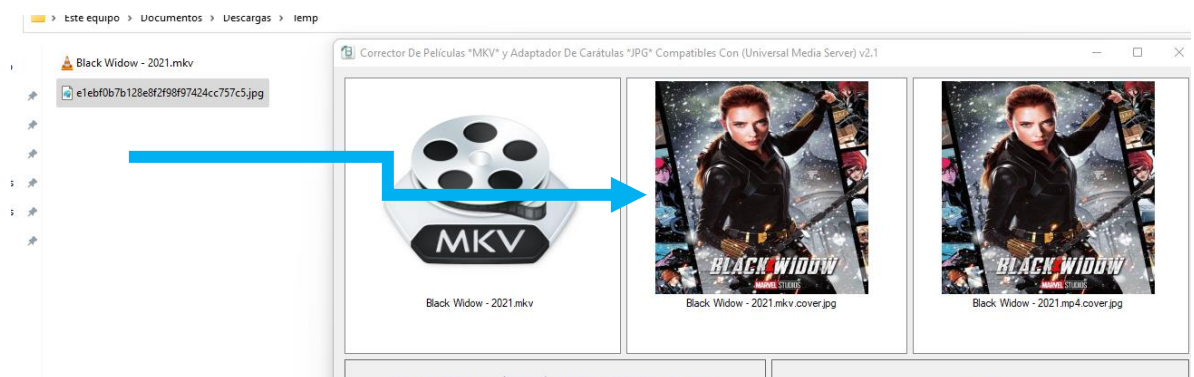 Este equipo > Documentos > Descargas > Temp
Black Widow - 2021.mkv
e1ebf0b7b128e8f2f98f97424cc757c5.jpg
Corrector De Películas *MKV* y Adaptador De Carátulas *JPG* Compatibles Con (Universal Media Server) v2.1
MKV
BLACK WIDOW
MARVEL STUDIOS
BLACK WIDOW
MARVEL STUDIOS
Black Widow - 2021.mkv
Black Widow - 2021.mkv.cover.jpg
Black Widow - 2021.mp4.cover.jpg